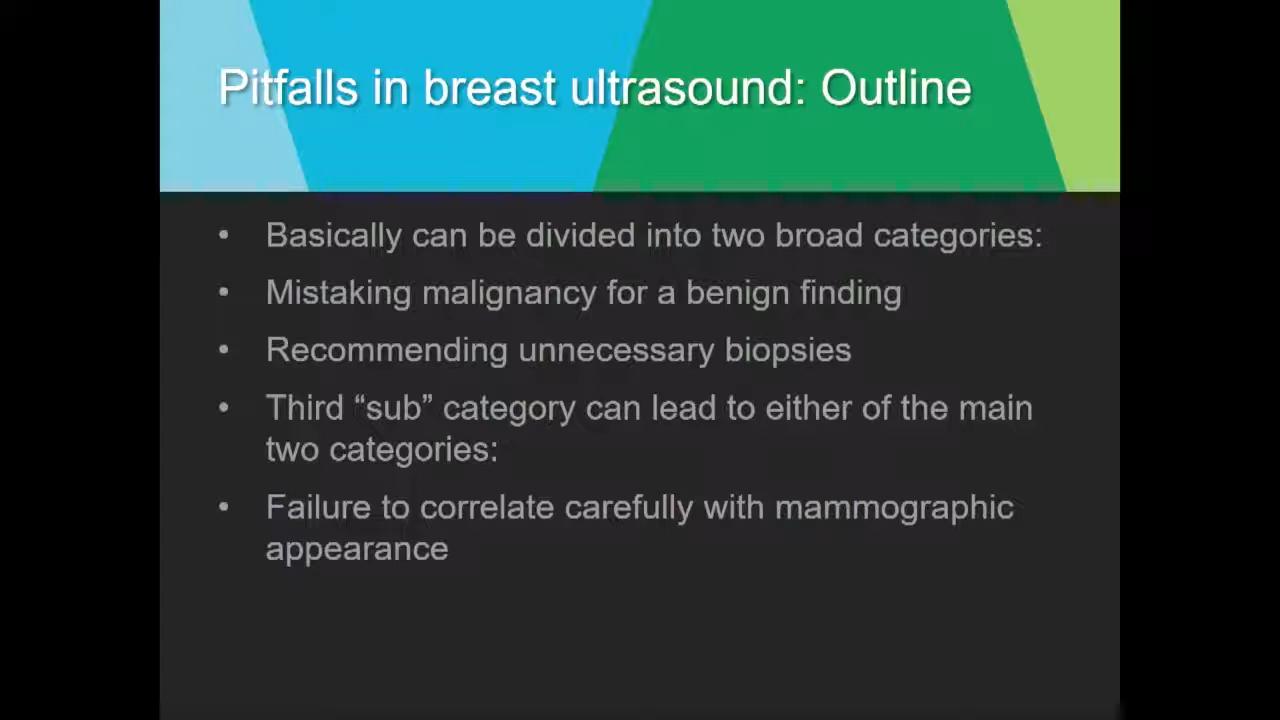 Pitfalls in breast ultrasound: Outline
• Basically can be divided into two broad categories:
• Mistaking malignancy for a benign finding
• Recommending unnecessary biopsies
• Third “sub” category can lead to either of the main
two categories:
• Failure to correlate carefully with mammographic
appearance